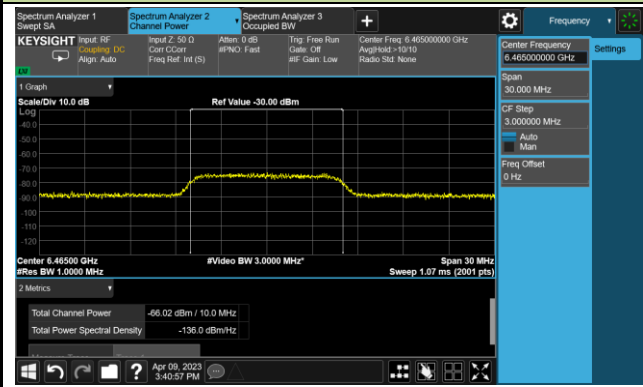 Spectrum Analyzer 1
Swept SA
Spectrum Analyzer 2
Channel Power
Spectrum Analyzer 3
Occupied BW
Frequency
KEYSIGHT
Input: RF
Coupling: DC
Align: Auto
Input Z: 50 Ω
Corr CCorr
Freq Ref: Int (S)
Atten: 0 dB
#PNO: Fast
Trig: Free Run
Gate: Off
#IF Gain: Low
Center Freq: 6.465000000 GHz
Avg|Hold:>10/10
Radio Std: None
Center Frequency
6.465000000 GHz
Settings
Span
30.000 MHz
CF Step
3.000000 MHz
Auto
Man
Freq Offset
0 Hz
1 Graph
Scale/Div 10.0 dB
Ref Value -30.00 dBm
Log
-40.0
-50.0
-60.0
-70.0
-80.0
-90.0
-100
-110
-120
Center 6.46500 GHz
#Video BW 3.0000 MHz*
Span 30 MHz
#Res BW 1.0000 MHz
Sweep 1.07 ms (2001 pts)
2 Metrics
Total Channel Power
-66.02 dBm / 10.0 MHz
Total Power Spectral Density
-136.0 dBm/Hz
Apr 09, 2023
3:40:57 PM